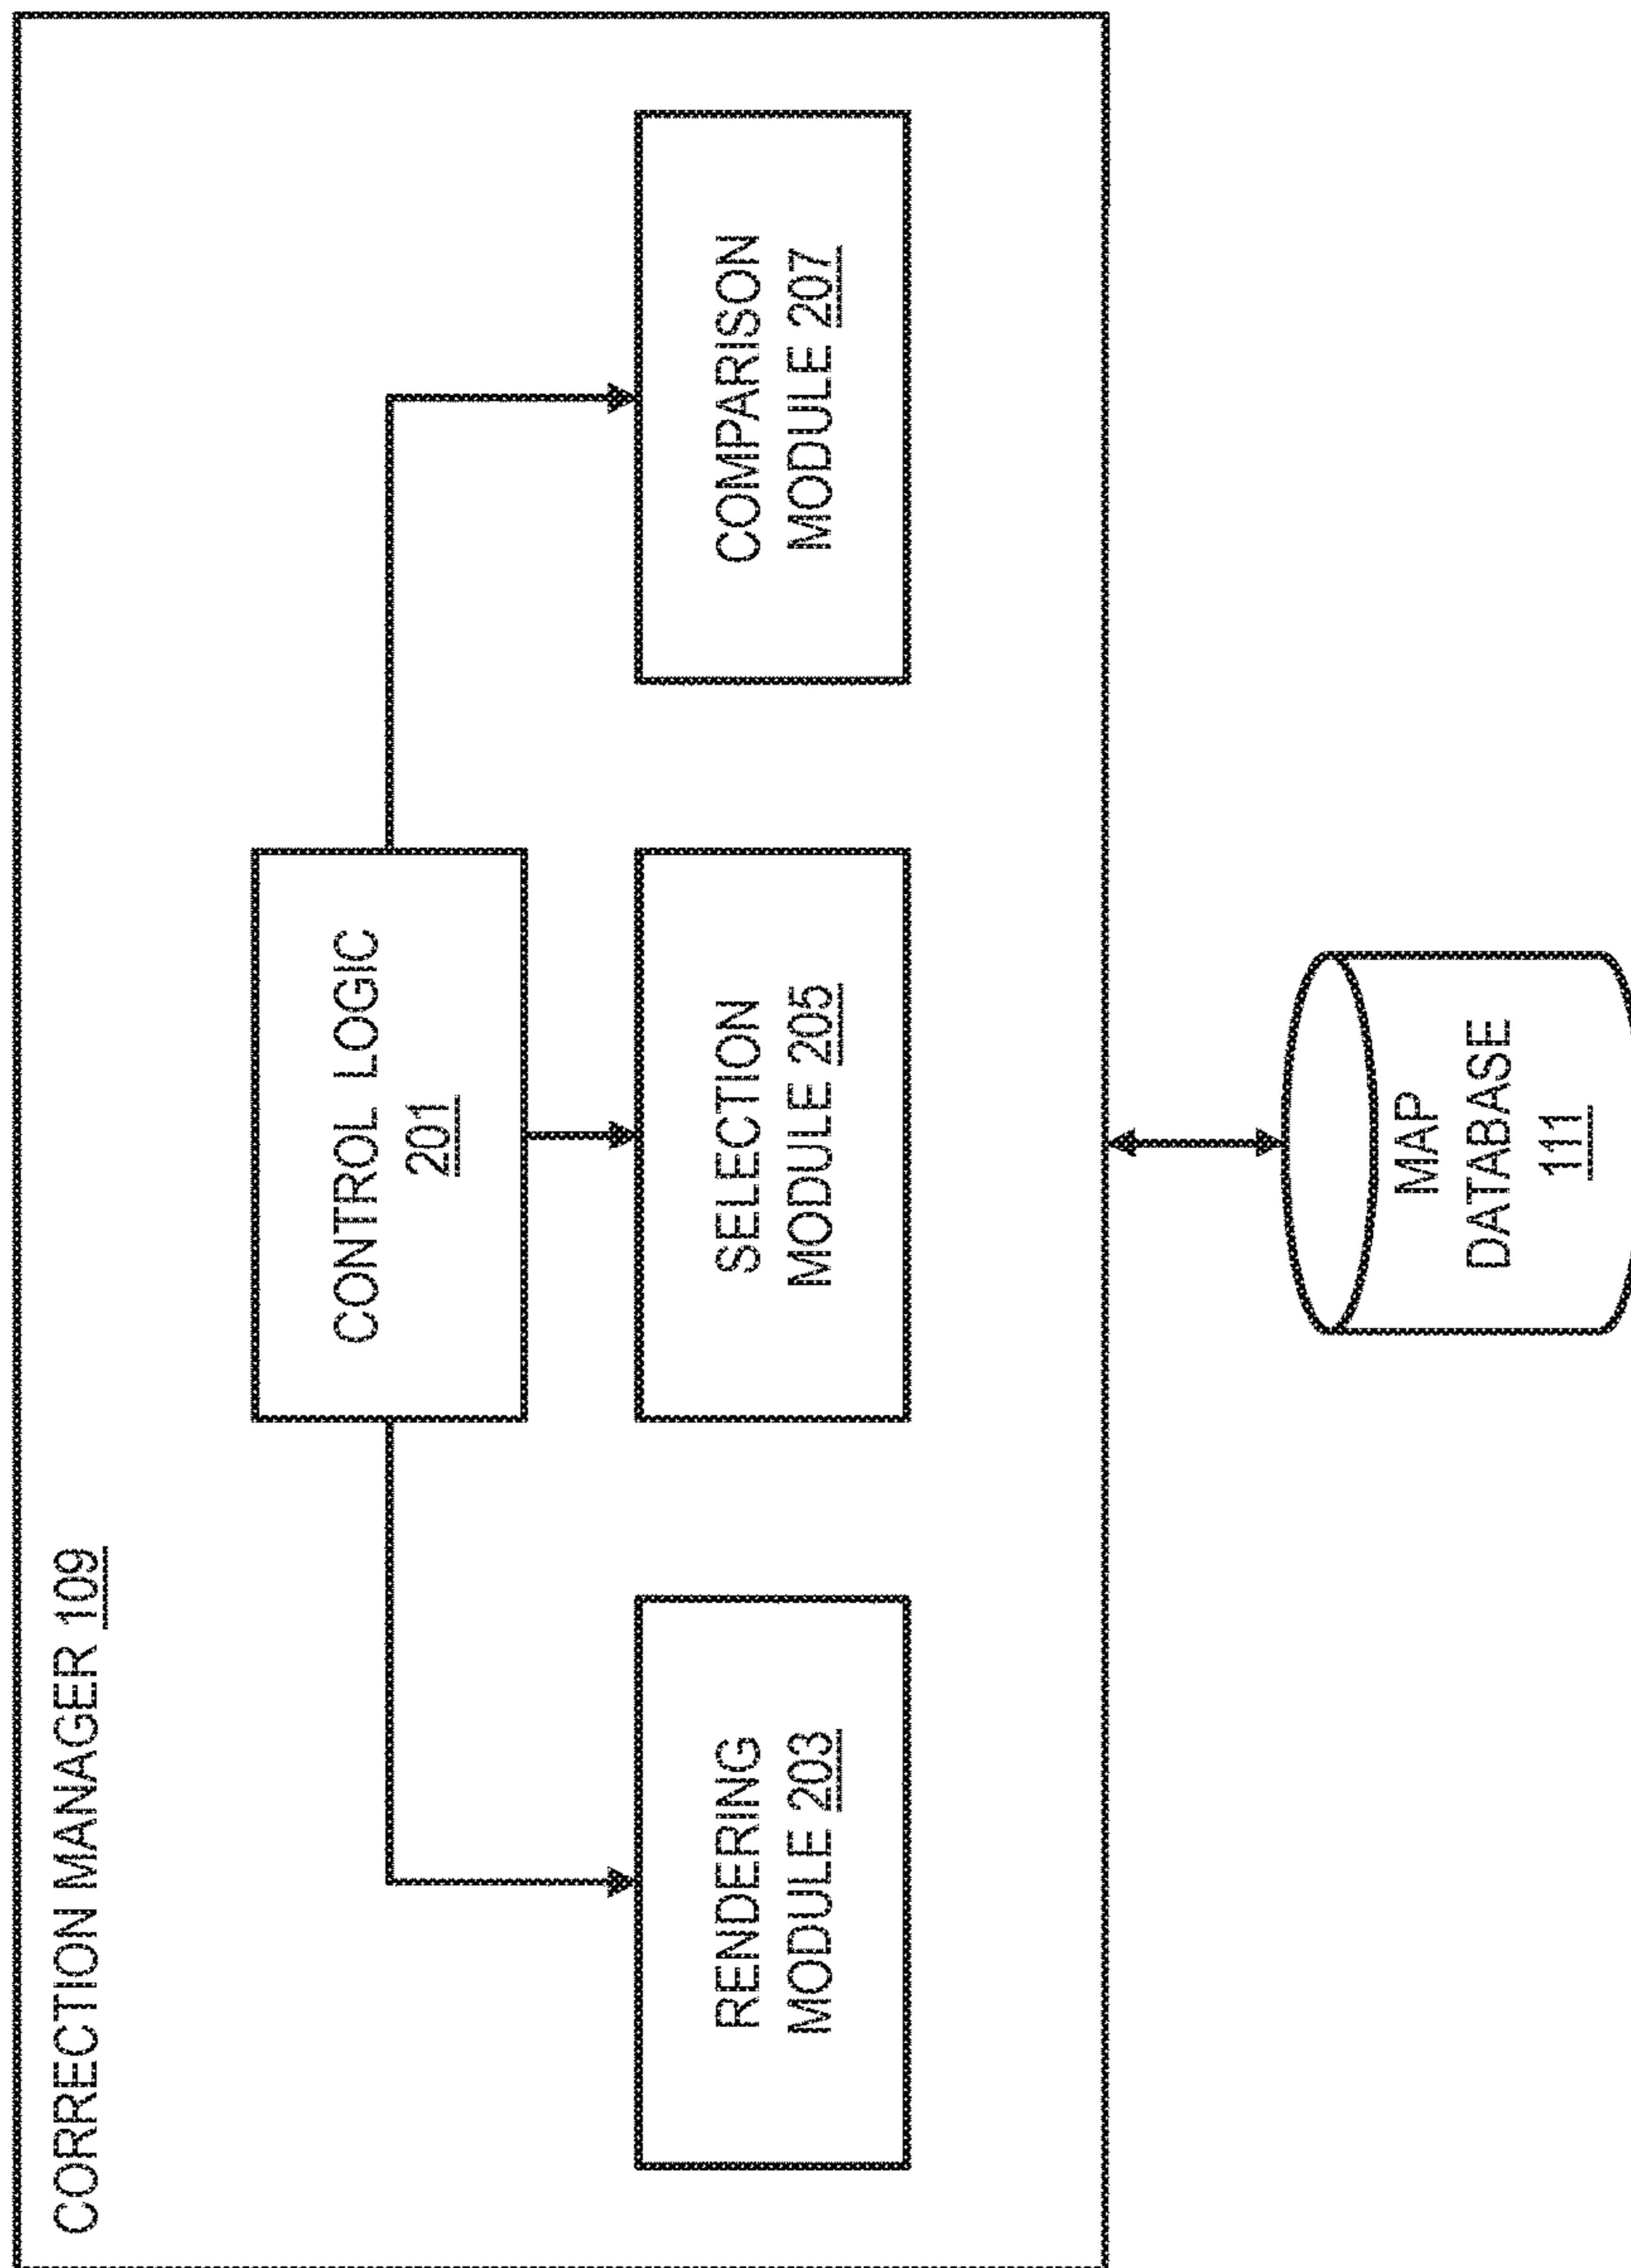 CORRECTION MANAGER 109
CONTROL LOGIC
201
RENDERING
MODULE 203
SELECTION
MODULE 205
COMPARISON
MODULE 207
MAP
DATABASE
111